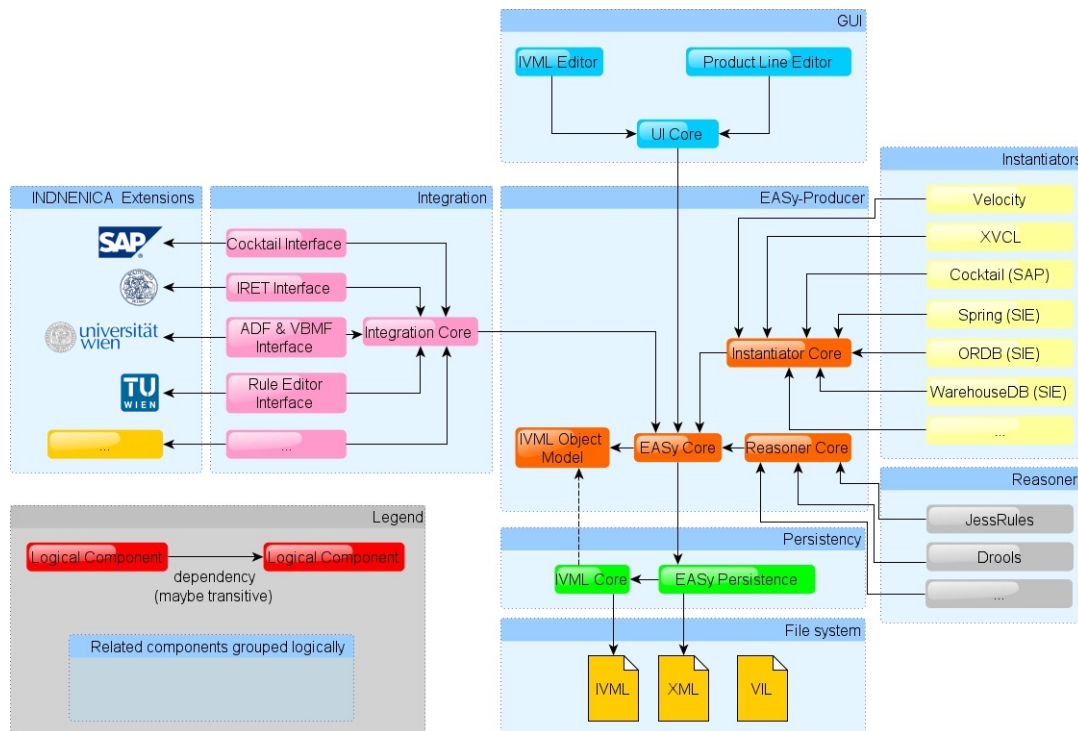 GUI
IVML Editor
Product Line Editor
UI Core
INDNENICA Extensions
SAP
universität
wien
TU
WIEN
...
Integration
Cocktail Interface
IRET Interface
ADF & VBMF
Interface
Rule Editor
Interface
...
Integration Core
EASy-Producer
Instantiator Core
IVML Object
Model
EASy Core
Reasoner Core
Instantiators
Velocity
XVCL
Cocktail (SAP)
Spring (SIE)
ORDB (SIE)
WarehouseDB (SIE)
...
Reasoner
JessRules
Drools
...
Persistency
IVML Core
EASy Persistence
File system
IVML
XML
VIL
Legend
Logical Component
Logical Component
dependency
(maybe transitive)
Related components grouped logically